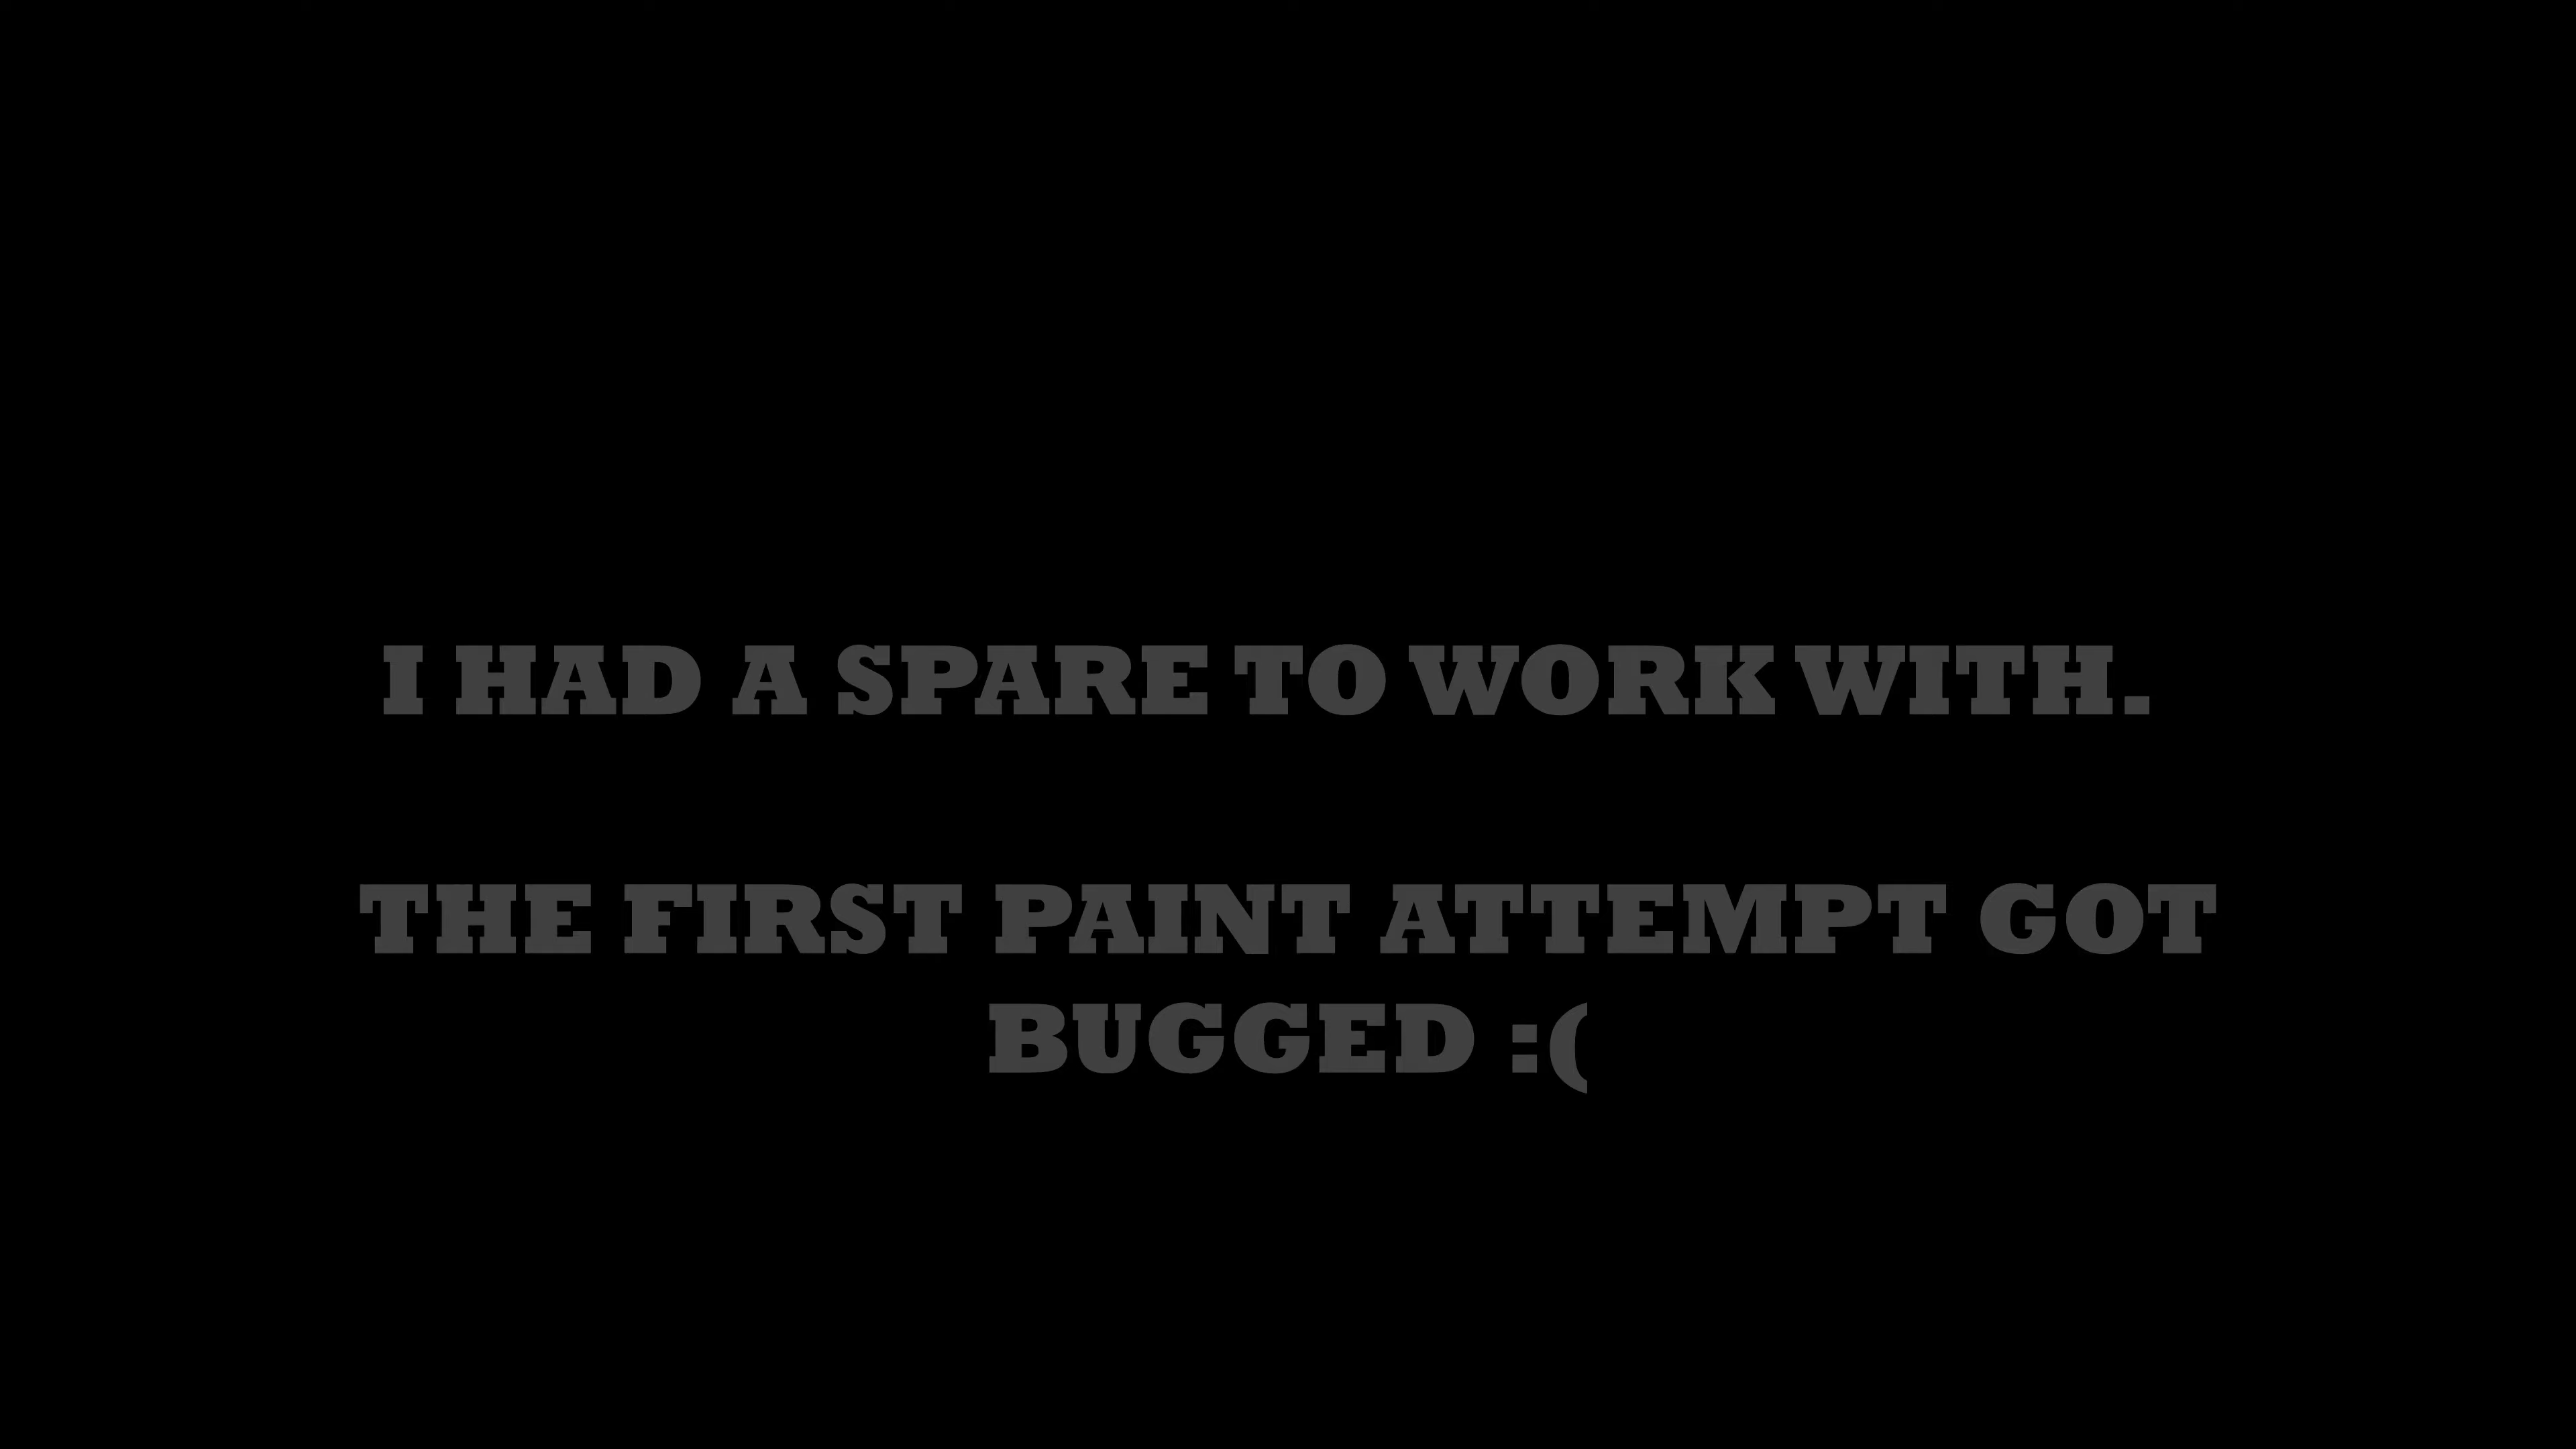 I HAD A SPARE TO WORK WITH.
THE FIRST PAINT ATTEMPT GOT
BUGGED :(